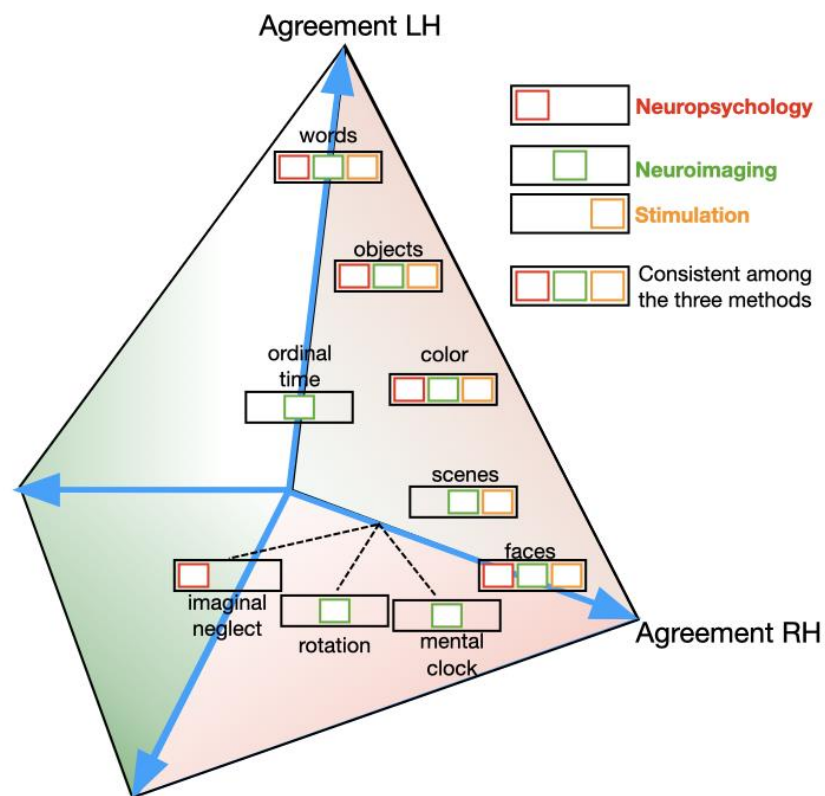 Agreement LH
words
Neuropsychology
Neuroimaging
Stimulation
objects
Consistent among
the three methods
ordinal
time
color
scenes
faces
imaginal
neglect
rotation
mental
clock
Agreement RH